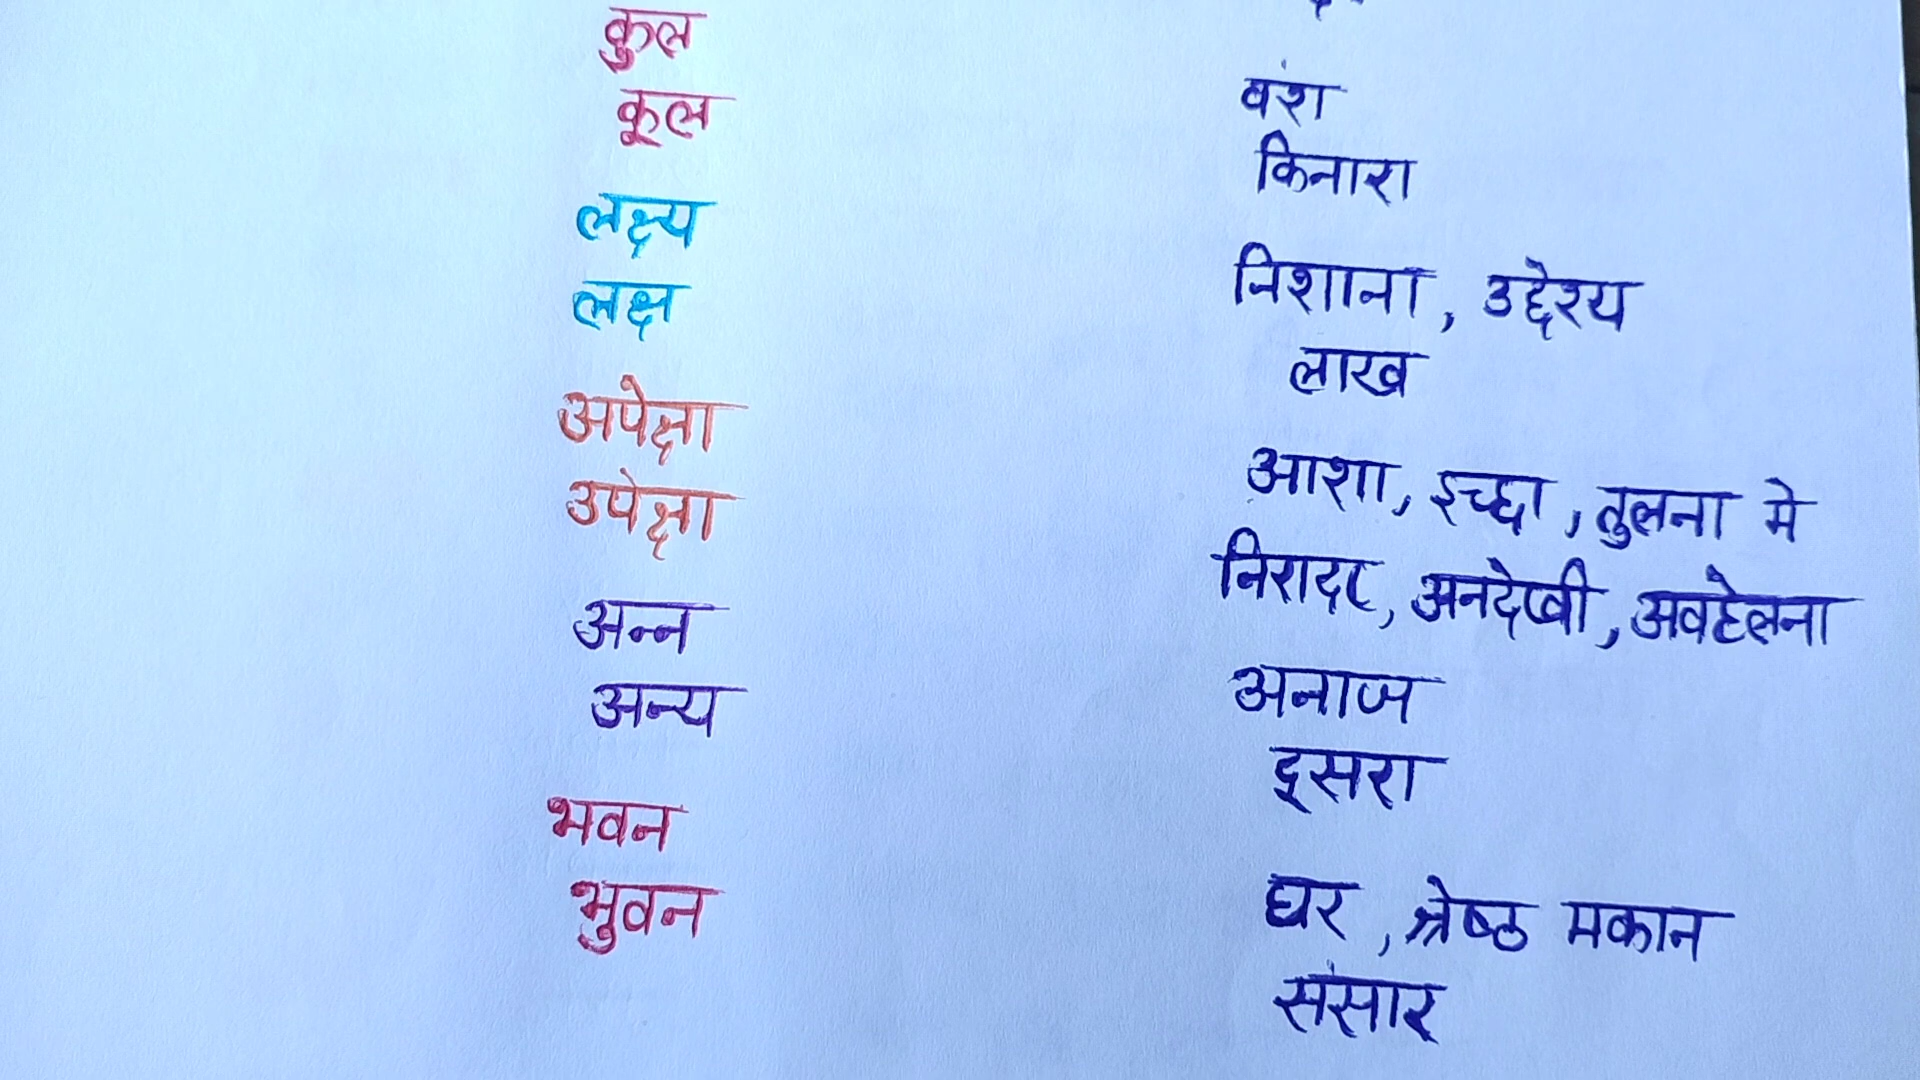 कुल
कूल
वंश
किनारा
लक्ष्य
लक्ष
निशाना, उद्देश्य
लाख
अपेक्षा
उपेक्षा
आशा, इच्छा, तुलना मे
निरादर, अनदेखी, अवहेलना
अन्न
अन्य
अनाज
दूसरा
भवन
भुवन
घर, श्रेष्ठ मकान
संसार